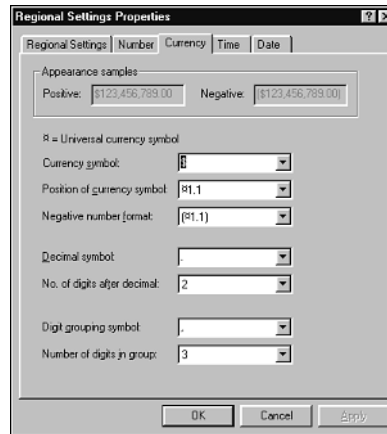 Regional Settings Properties
Regional Settings Number Currency Time Date
Appearance samples
Positive: $123,456,789.00 Negative: ($123,456,789.00)
¤ = Universal currency symbol
Currency symbol: $
Position of currency symbol: ¤1.1
Negative number format: (¤1.1)
Decimal symbol: .
No. of digits after decimal: 2
Digit grouping symbol: ,
Number of digits in group: 3
OK Cancel Apply